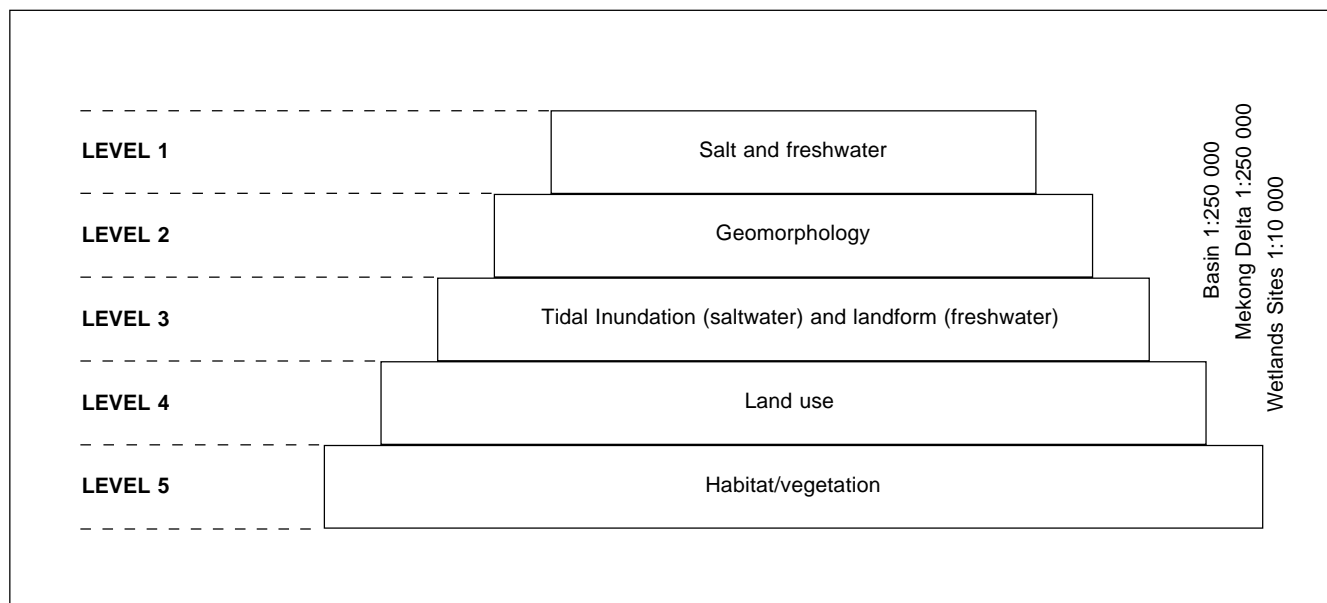 LEVEL 1
Salt and freshwater
LEVEL 2
Geomorphology
LEVEL 3
Tidal Inundation (saltwater) and landform (freshwater)
LEVEL 4
Land use
LEVEL 5
Habitat/vegetation
Basin 1:250 000
Mekong Delta 1:250 000
Wetlands Sites 1:10 000